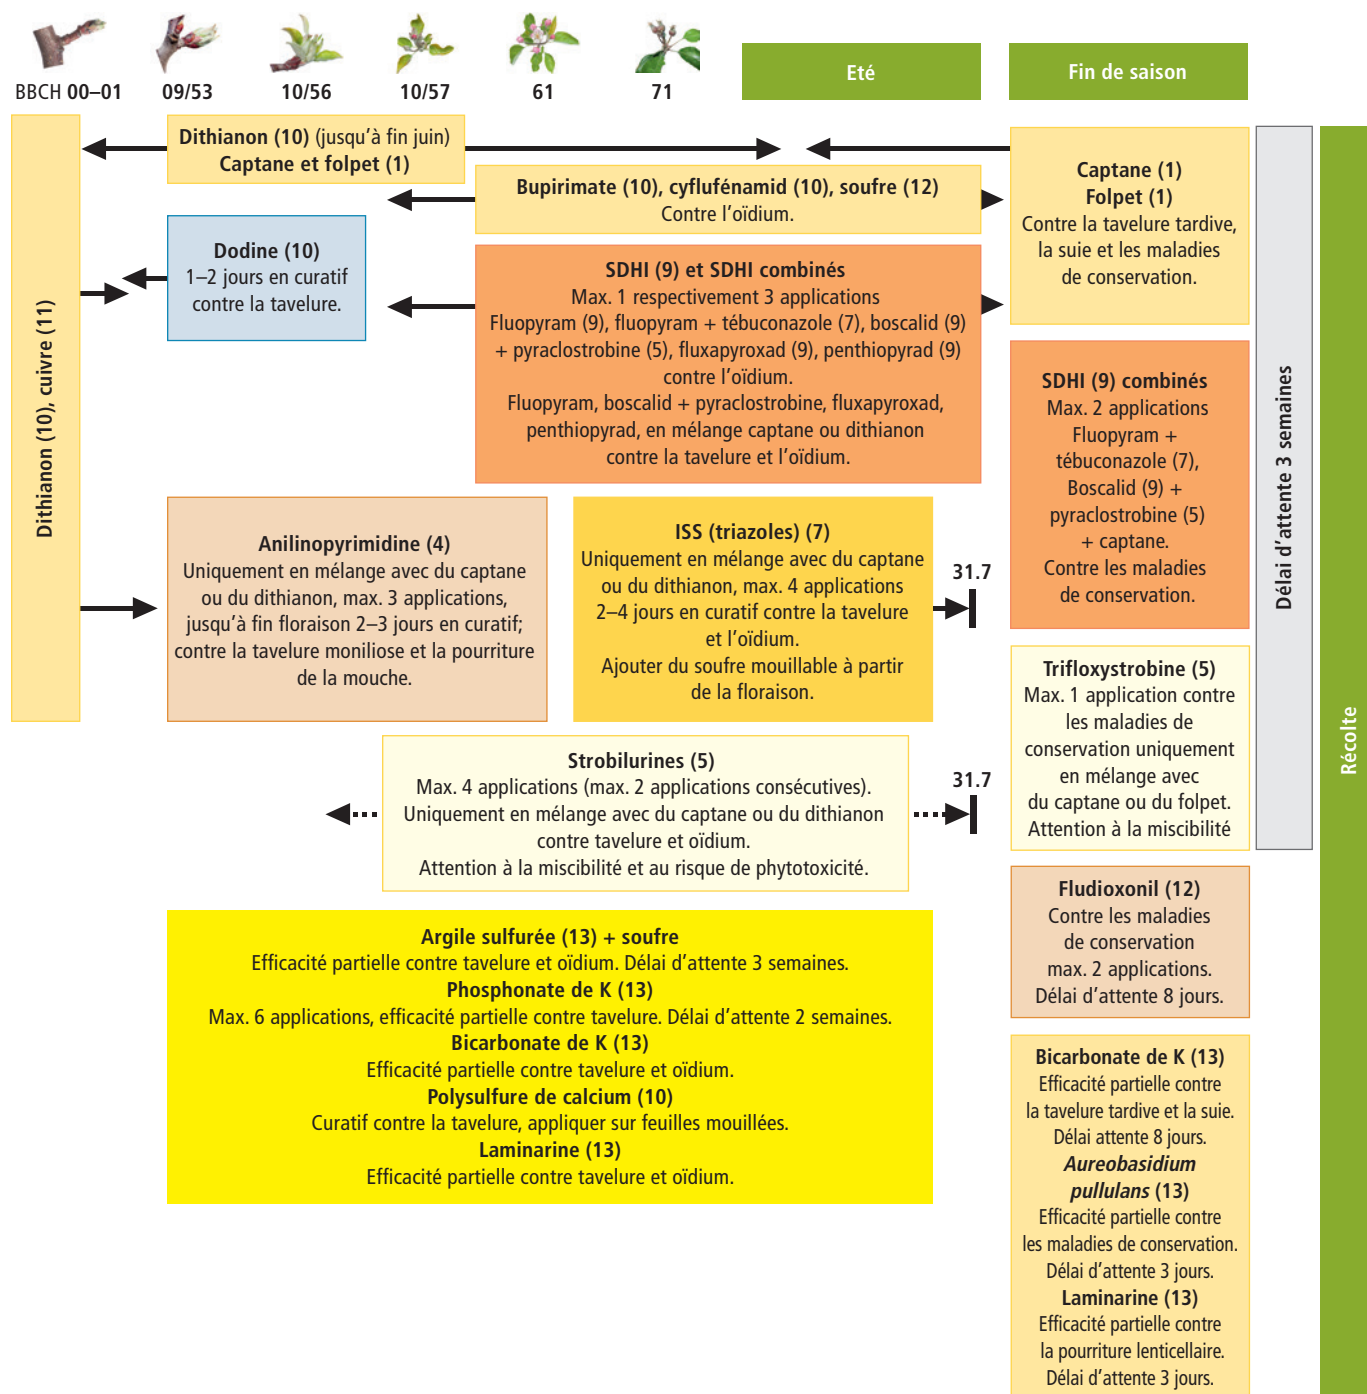 BBCH 00–01
09/53
10/56
10/57
61
71
Eté
Fin de saison
Dithianon (10), cuivre (11)
Dithianon (10) (jusqu'à fin juin)
Captane et folpet (1)
Bupirimate (10), cyflufénamid (10), soufre (12)
Contre l'oïdium.
Dodine (10)
1–2 jours en curatif
contre la tavelure.
SDHI (9) et SDHI combinés
Max. 1 respectivement 3 applications
Fluopyram (9), fluopyram + tébuconazole (7), boscalid (9)
+ pyraclostrobine (5), fluxapyroxad (9), penthiopyrad (9)
contre l'oïdium.
Fluopyram, boscalid + pyraclostrobine, fluxapyroxad,
penthiopyrad, en mélange captane ou dithianon
contre la tavelure et l'oïdium.
Anilinopyrimidine (4)
Uniquement en mélange avec du captane
ou du dithianon, max. 3 applications,
jusqu'à fin floraison 2–3 jours en curatif;
contre la tavelure moniliose et la pourriture
de la mouche.
ISS (triazoles) (7)
Uniquement en mélange avec du captane
ou du dithianon, max. 4 applications
2–4 jours en curatif contre la tavelure
et l'oïdium.
Ajouter du soufre mouillable à partir
de la floraison.
31.7
Strobilurines (5)
Max. 4 applications (max. 2 applications consécutives).
Uniquement en mélange avec du captane ou du dithianon
contre tavelure et oïdium.
Attention à la miscibilité et au risque de phytotoxicité.
31.7
Argile sulfurée (13) + soufre
Efficacité partielle contre tavelure et oïdium. Délai d'attente 3 semaines.
Phosphonate de K (13)
Max. 6 applications, efficacité partielle contre tavelure. Délai d'attente 2 semaines.
Bicarbonate de K (13)
Efficacité partielle contre tavelure et oïdium.
Polysulfure de calcium (10)
Curatif contre la tavelure, appliquer sur feuilles mouillées.
Laminarine (13)
Efficacité partielle contre tavelure et oïdium.
Captane (1)
Folpet (1)
Contre la tavelure tardive,
la suie et les maladies
de conservation.
SDHI (9) combinés
Max. 2 applications
Fluopyram +
tébuconazole (7),
Boscalid (9) +
pyraclostrobine (5)
+ captane.
Contre les maladies
de conservation.
Trifloxystrobine (5)
Max. 1 application contre
les maladies de
conservation uniquement
en mélange avec
du captane ou du folpet.
Attention à la miscibilité
Fludioxonil (12)
Contre les maladies
de conservation
max. 2 applications.
Délai d'attente 8 jours.
Bicarbonate de K (13)
Efficacité partielle contre
la tavelure tardive et la suie.
Délai attente 8 jours.
Aureobasidium
pullulans (13)
Efficacité partielle contre
les maladies de conservation.
Délai d'attente 3 jours.
Laminarine (13)
Efficacité partielle contre
la pourriture lenticellaire.
Délai d'attente 3 jours.
Délai d'attente 3 semaines
Récolte